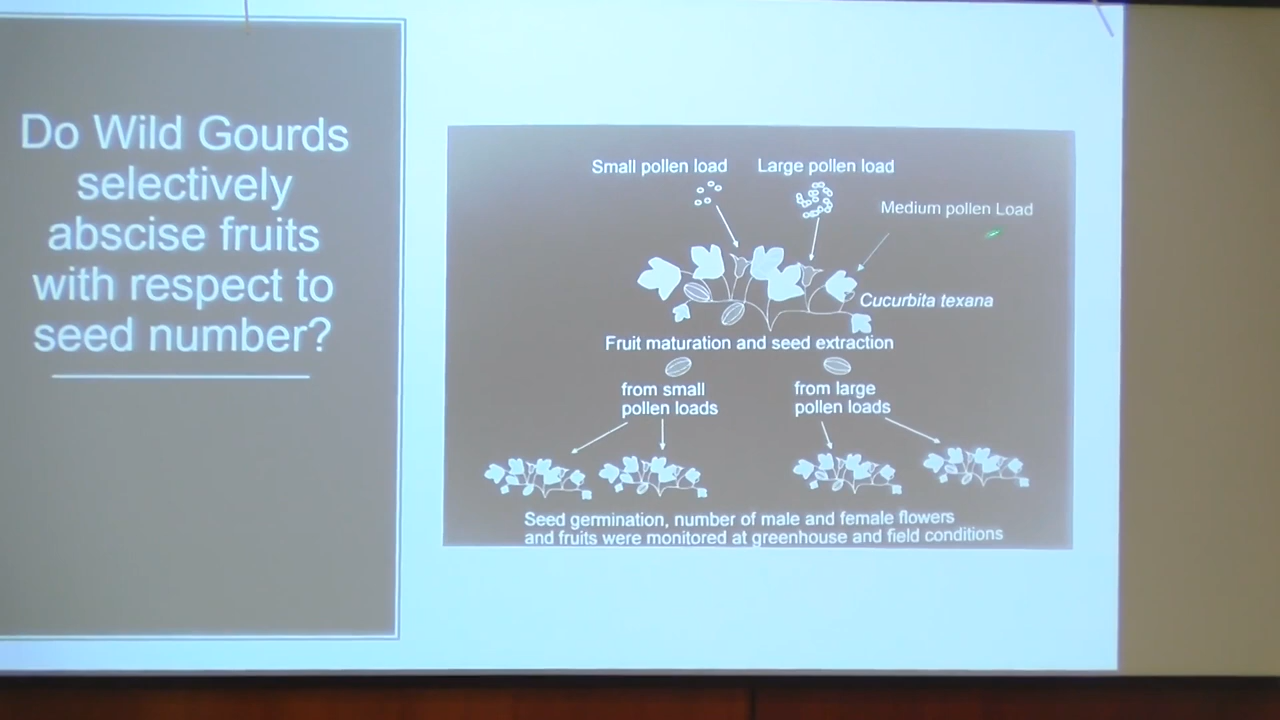 Do Wild Gourds
selectively
abscise fruits
with respect to
seed number?
Small pollen load
Large pollen load
Medium pollen Load
Cucurbita texana
Fruit maturation and seed extraction
from small
pollen loads
from large
pollen loads
Seed germination, number of male and female flowers
and fruits were monitored at greenhouse and field conditions